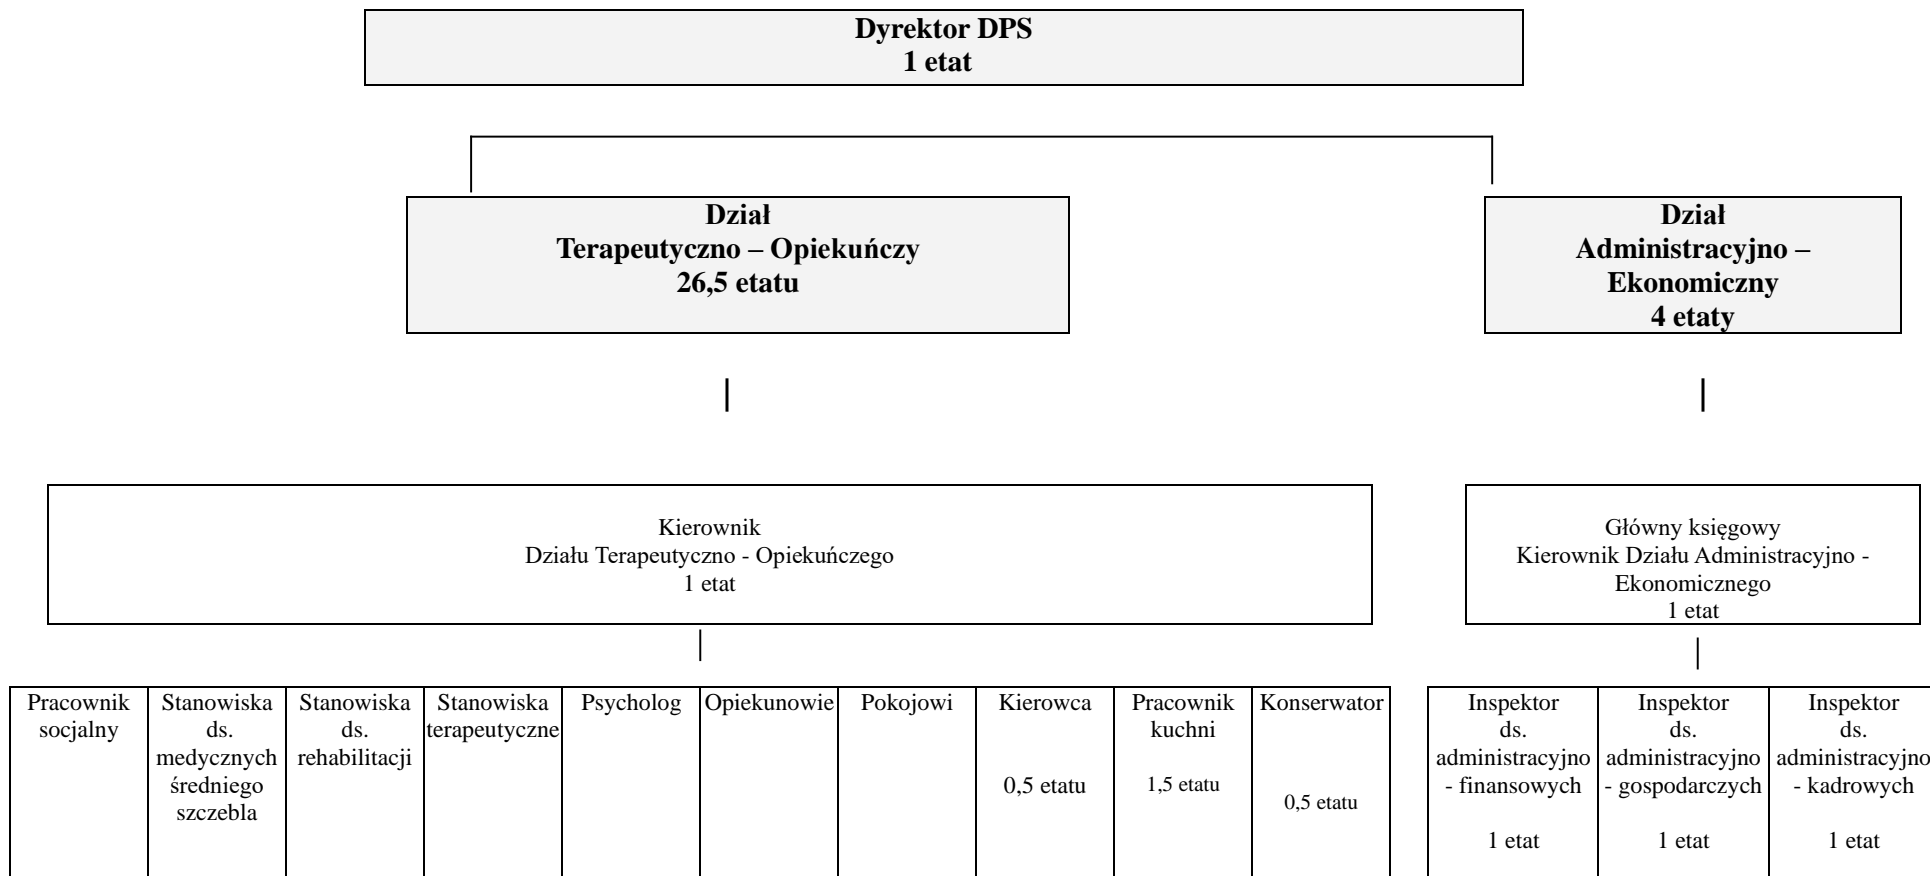 Dyrektor DPS
1 etat
Dział
Terapeutyczno – Opiekuńczy
26,5 etatu
Dział
Administracyjno –
Ekonomiczny
4 etaty
Kierownik
Działu Terapeutyczno - Opiekuńczego
1 etat
Główny księgowy
Kierownik Działu Administracyjno -
Ekonomicznego
1 etat
Pracownik
socjalny
Stanowiska
ds.
medycznych
średniego
szczebla
Stanowiska
ds.
rehabilitacji
Stanowiska
terapeutyczne
Psycholog
Opiekunowie
Pokojowi
Kierowca
0,5 etatu
Pracownik
kuchni
1,5 etatu
Konserwator
0,5 etatu
Inspektor
ds.
administracyjno
- finansowych
1 etat
Inspektor
ds.
administracyjno
- gospodarczych
1 etat
Inspektor
ds.
administracyjno
- kadrowych
1 etat